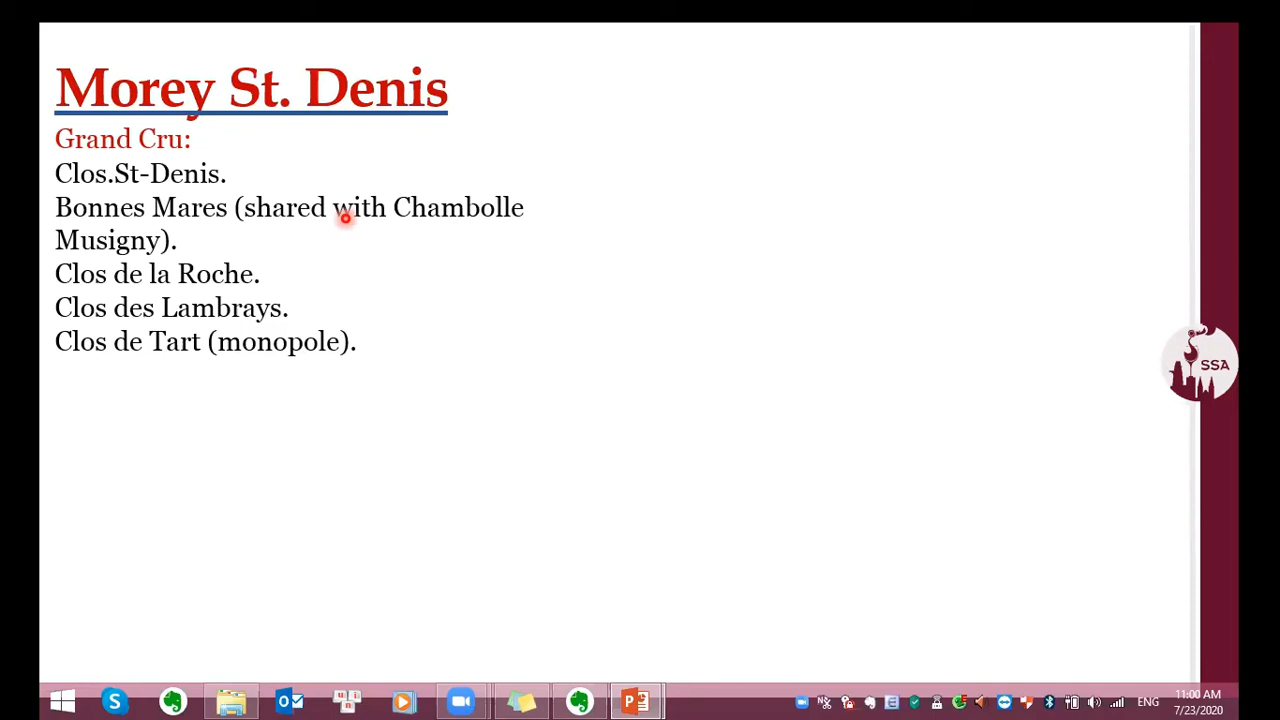 Morey St. Denis
Grand Cru:
Clos.St-Denis.
Bonnes Mares (shared with Chambolle
Musigny).
Clos de la Roche.
Clos des Lambrays.
Clos de Tart (monopole).
SSA
ENG
11:00 AM
7/23/2020